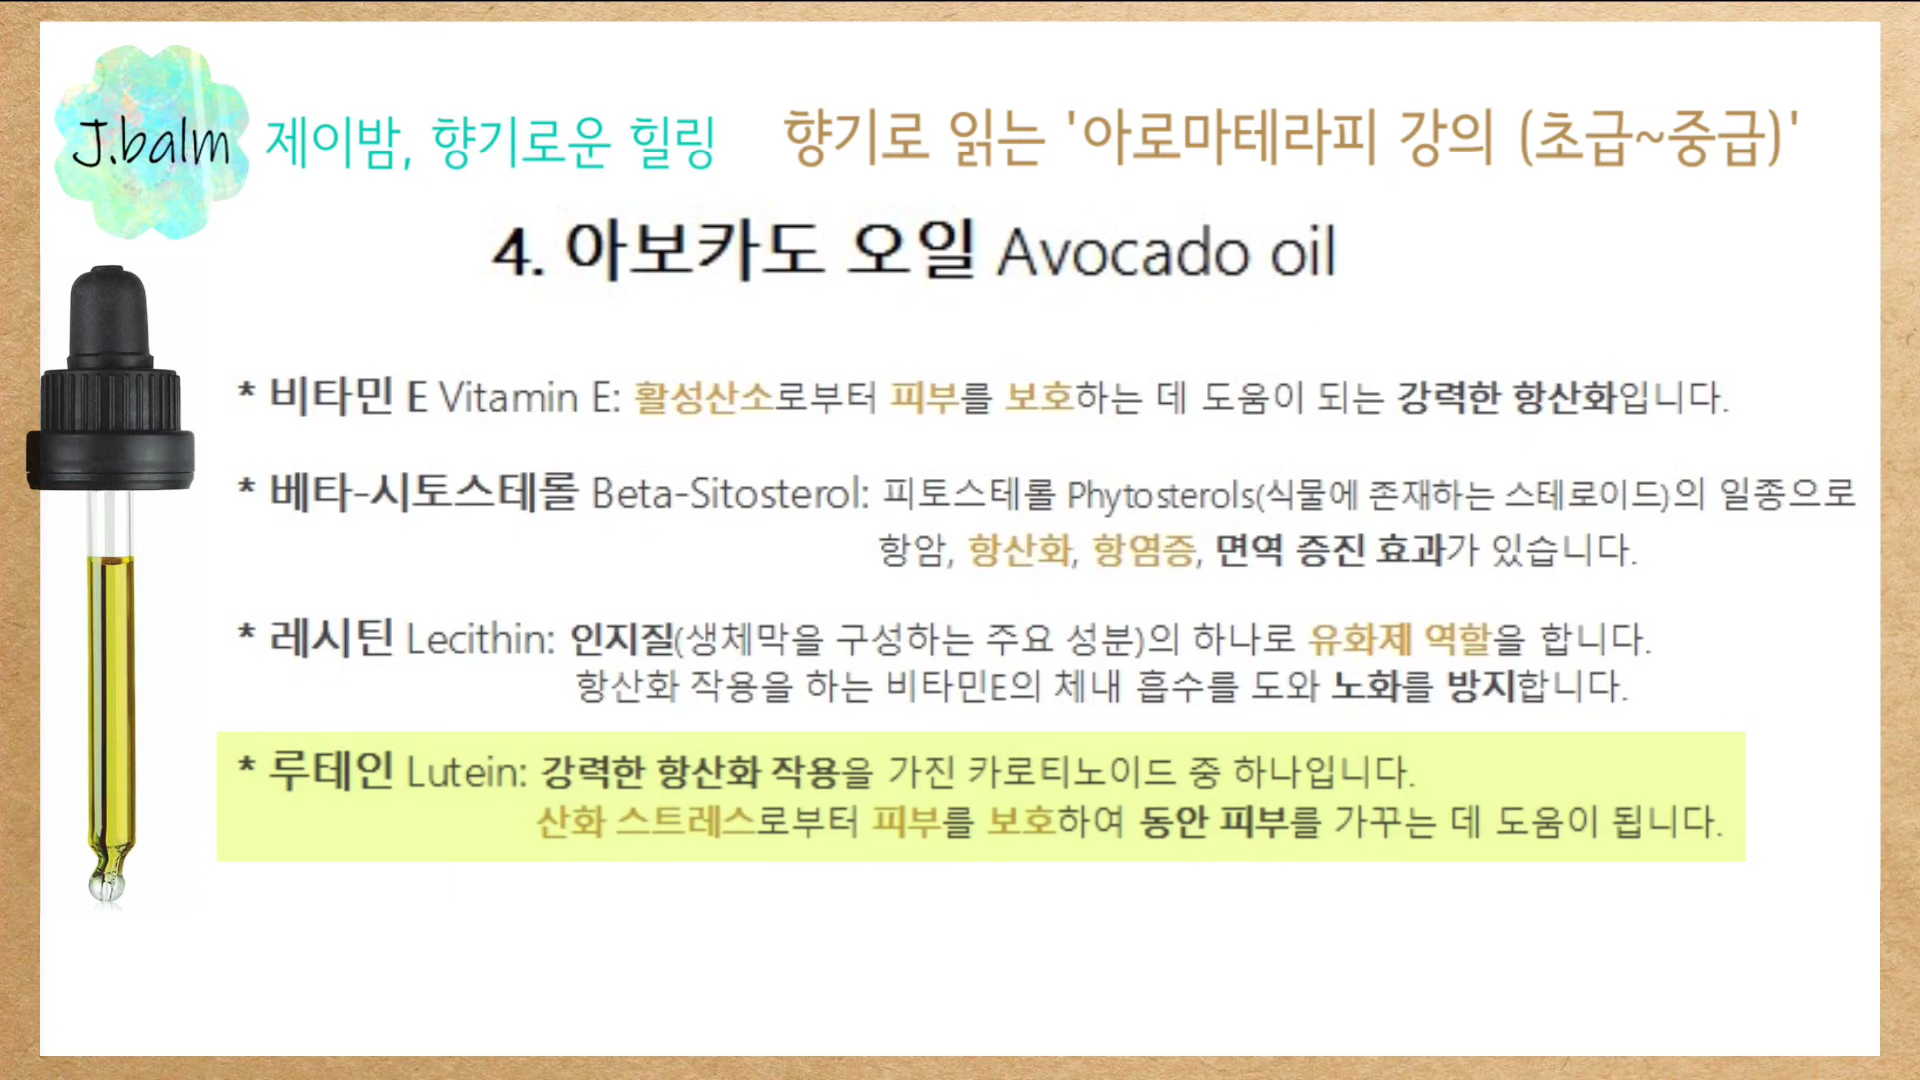 J.balm 제이밤, 향기로운 힐링 향기로 읽는 '아로마테라피 강의 (초급~중급)'
4. 아보카도 오일 Avocado oil
* 비타민 E Vitamin E: 활성산소로부터 피부를 보호하는 데 도움이 되는 강력한 항산화입니다.
* 베타-시토스테롤 Beta-Sitosterol: 피토스테롤 Phytosterols(식물에 존재하는 스테로이드)의 일종으로
항암, 항산화, 항염증, 면역 증진 효과가 있습니다.
* 레시틴 Lecithin: 인지질(생체막을 구성하는 주요 성분)의 하나로 유화제 역할을 합니다.
항산화 작용을 하는 비타민E의 체내 흡수를 도와 노화를 방지합니다.
* 루테인 Lutein: 강력한 항산화 작용을 가진 카로티노이드 중 하나입니다.
산화 스트레스로부터 피부를 보호하여 동안 피부를 가꾸는 데 도움이 됩니다.